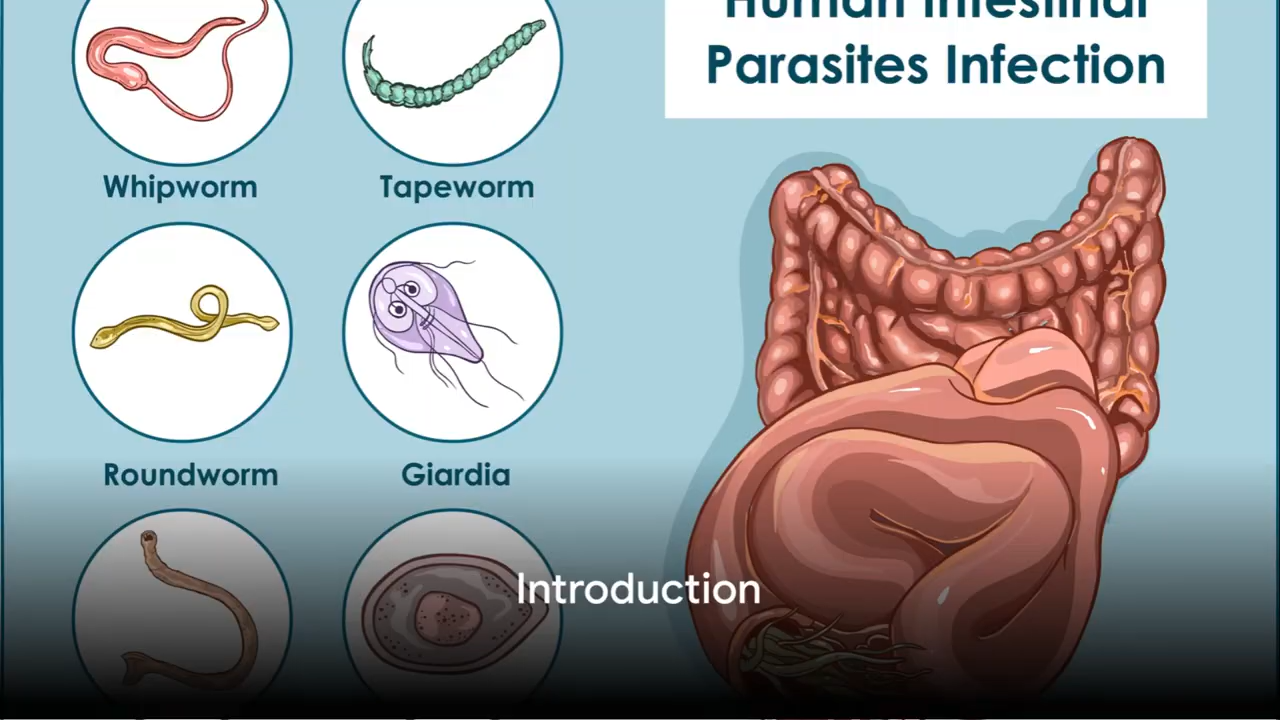 Human Intestinal
Parasites Infection
Whipworm
Tapeworm
Roundworm
Giardia
Introduction